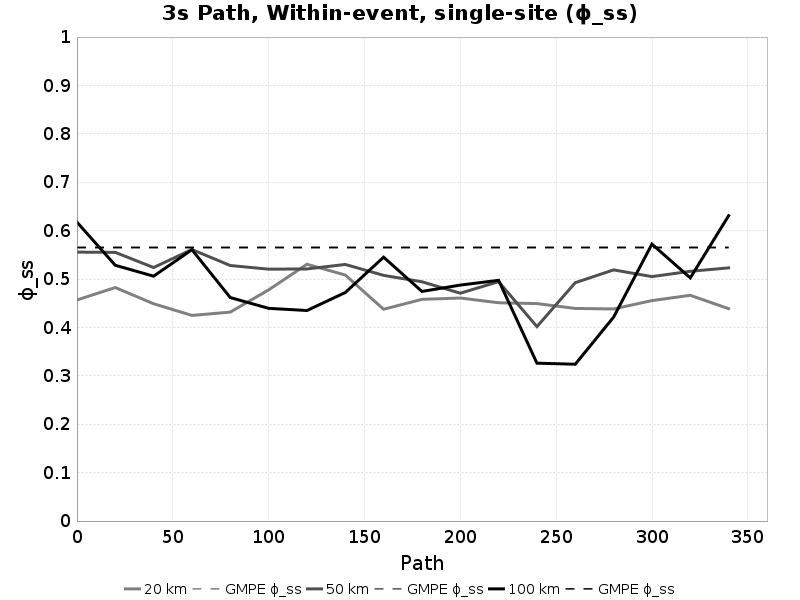 3s Path, Within-event, single-site (ϕ_ss)
1
0.9
0.8
0.7
0.6
0.5
0.4
0.3
0.2
0.1
0
ϕ_ss
0 50 100 150 200 250 300 350
Path
20 km GMPE ϕ_ss 50 km GMPE ϕ_ss 100 km GMPE ϕ_ss